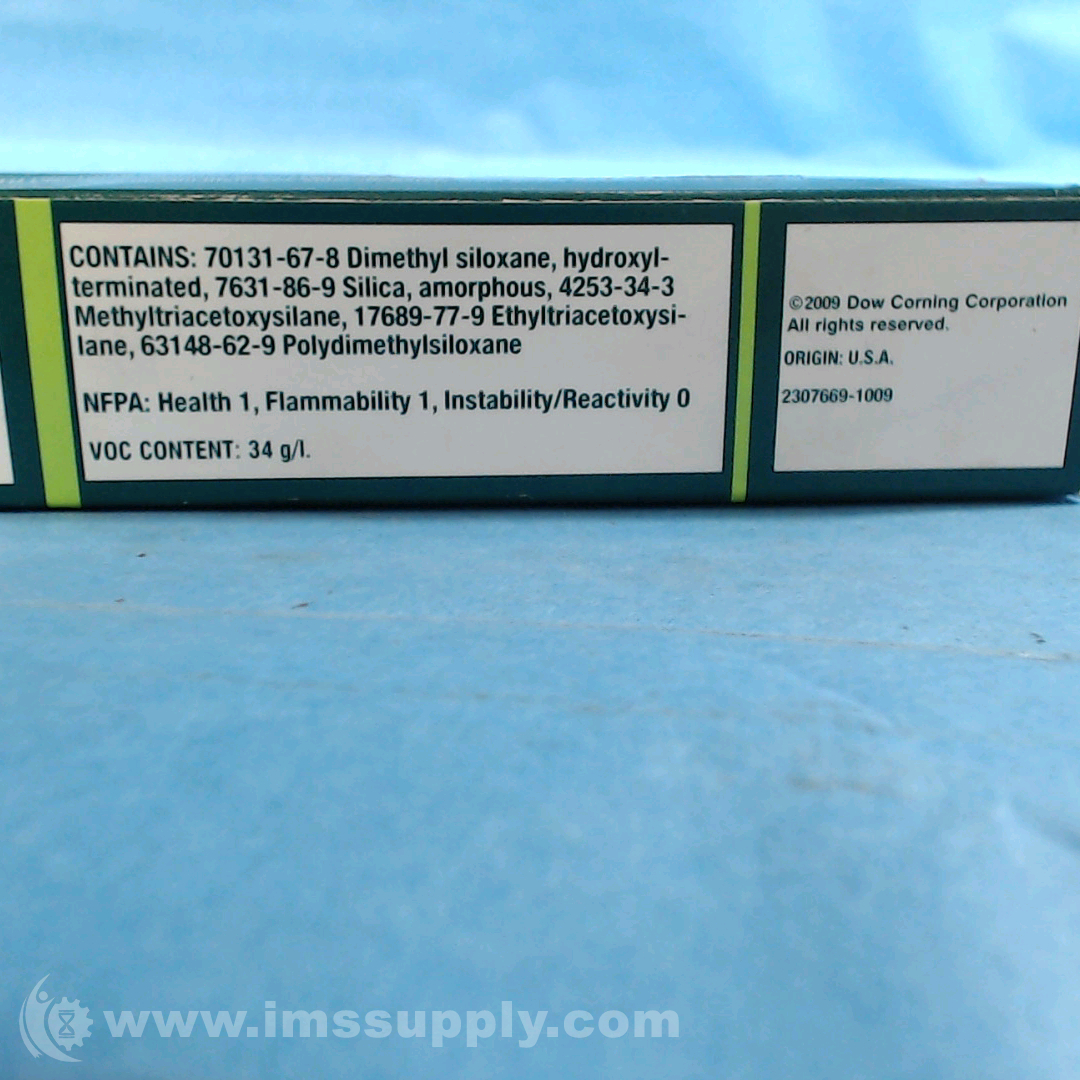 CONTAINS: 70131-67-8 Dimethyl siloxane, hydroxyl-
terminated, 7631-86-9 Silica, amorphous, 4253-34-3
Methyltriacetoxysilane, 17689-77-9 Ethyltriacetoxysi-
lane, 63148-62-9 Polydimethylsiloxane
NFPA: Health 1, Flammability 1, Instability/Reactivity 0
VOC CONTENT: 34 g/l.
©2009 Dow Corning Corporation
All rights reserved.
ORIGIN: U.S.A.
2307669-1009
www.imssupply.com